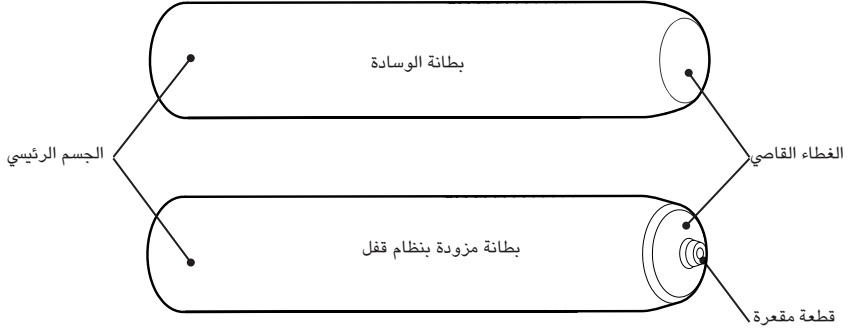 بطانة الوسادة
الجسم الرئيسي
الغطاء القاصي
بطانة مزودة بنظام قفل
قطعة مقعرة